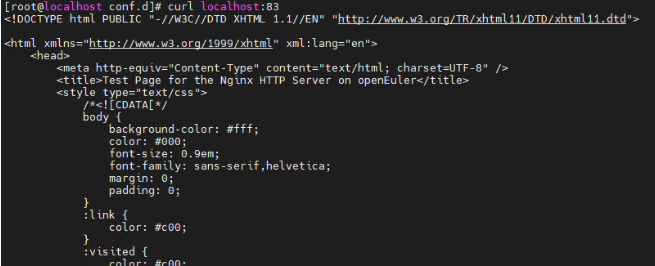 [root@localhost conf.d]# curl localhost:83
<!DOCTYPE html PUBLIC "-//W3C//DTD XHTML 1.1//EN" "http://www.w3.org/TR/xhtml11/DTD/xhtml11.dtd">
<html xmlns="http://www.w3.org/1999/xhtml" xml:lang="en">
    <head>
        <meta http-equiv="Content-Type" content="text/html; charset=UTF-8" />
        <title>Test Page for the Nginx HTTP Server on openEuler</title>
        <style type="text/css">
            /*<![CDATA[*/
            body {
                background-color: #fff;
                color: #000;
                font-size: 0.9em;
                font-family: sans-serif,helvetica;
                margin: 0;
                padding: 0;
            }
            :link {
                color: #c00;
            }
            :visited {
                color: #c00;